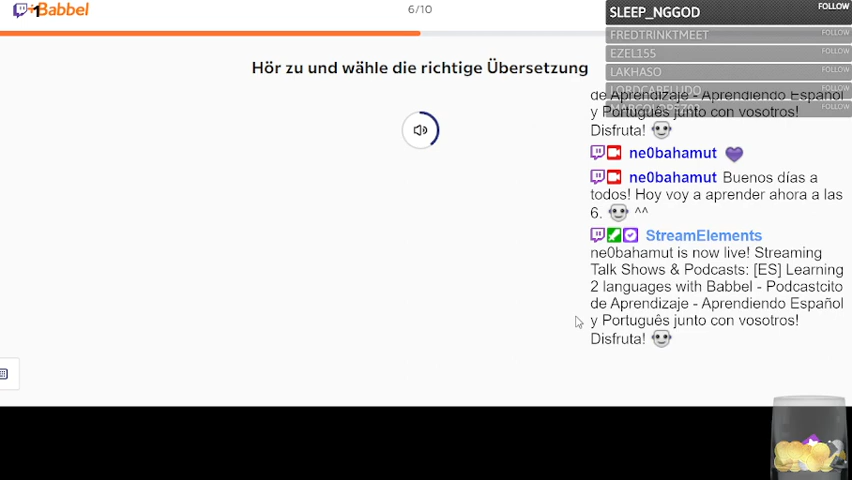 1
+Babbel
6/10
Hör zu und wähle die richtige Übersetzung
SLEEP_NGGOD FOLLOW
FREDTRINKTMEET FOLLOW
EZEL155 FOLLOW
LAKHASO FOLLOW
LORDCABELUDO FOLLOW
FOLLOW
de Aprendizaje - Aprendiendo Español
y Português junto con vosotros!
Disfruta!
ne0bahamut
ne0bahamut Buenos días a
todos! Hoy voy a aprender ahora a las
6. ^^
StreamElements
ne0bahamut is now live! Streaming
Talk Shows & Podcasts: [ES] Learning
2 languages with Babbel - Podcastcito
de Aprendizaje - Aprendiendo Español
y Português junto con vosotros!
Disfruta!